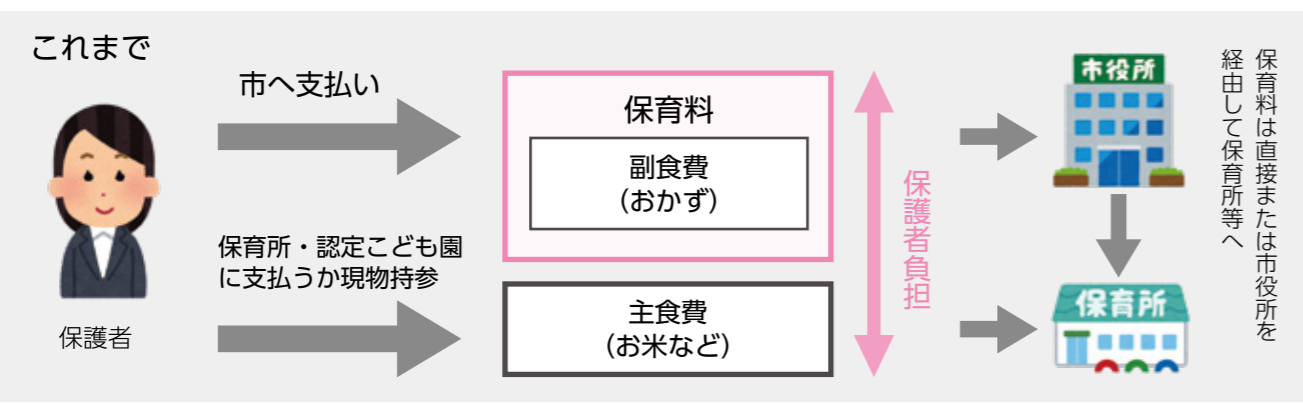 これまで
市へ支払い
保育料
副食費
（おかず）
保育所・認定こども園
に支払うか現物持参
主食費
（お米など）
保護者
保護者負担
市役所
保育所
保育料は直接または市役所を
経由して保育所等へ